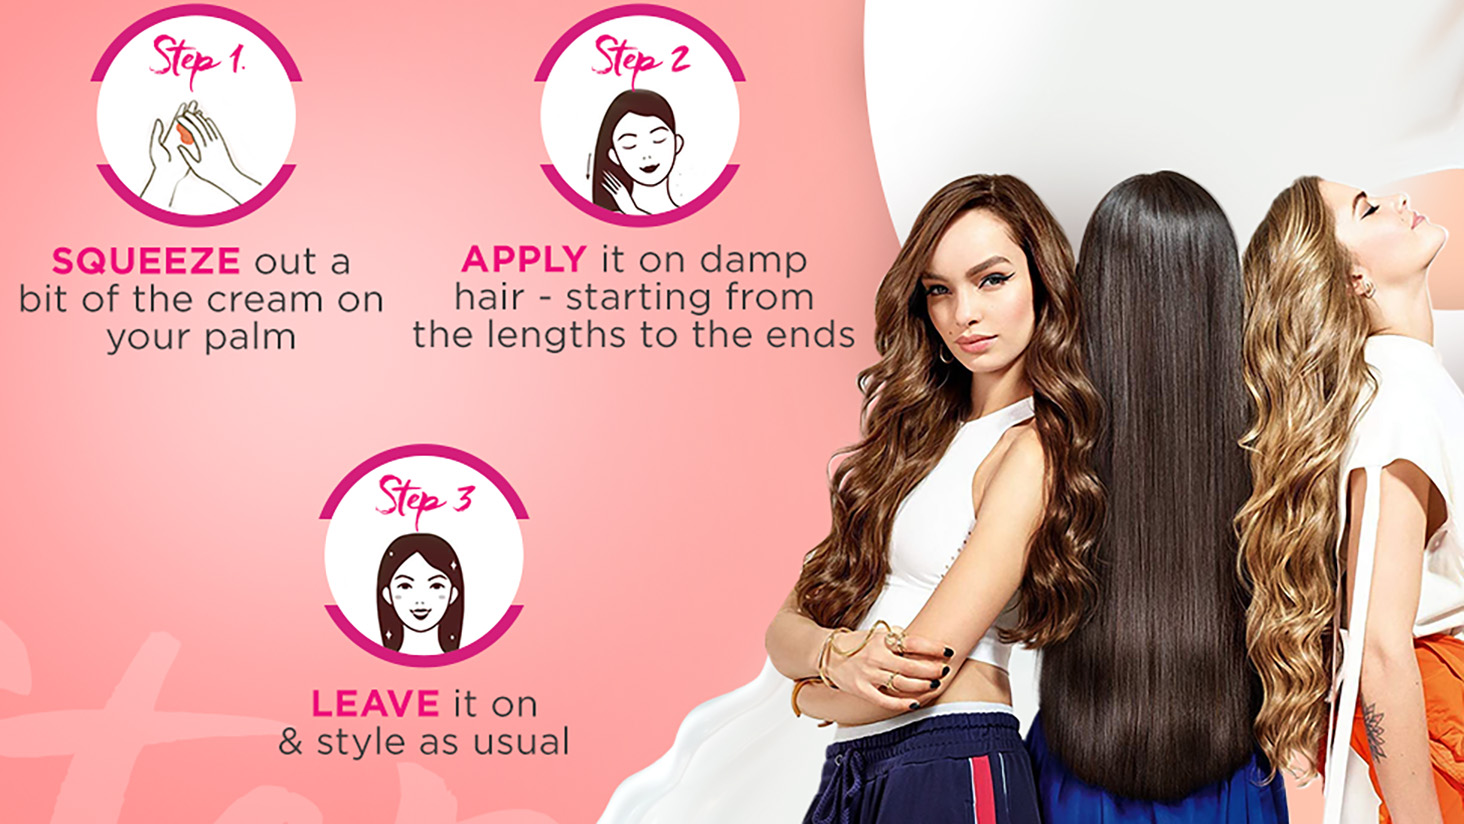 Step 1.
SQUEEZE out a
bit of the cream on
your palm
Step 2
APPLY it on damp
hair - starting from
the lengths to the ends
Step 3
LEAVE it on
& style as usual
Step